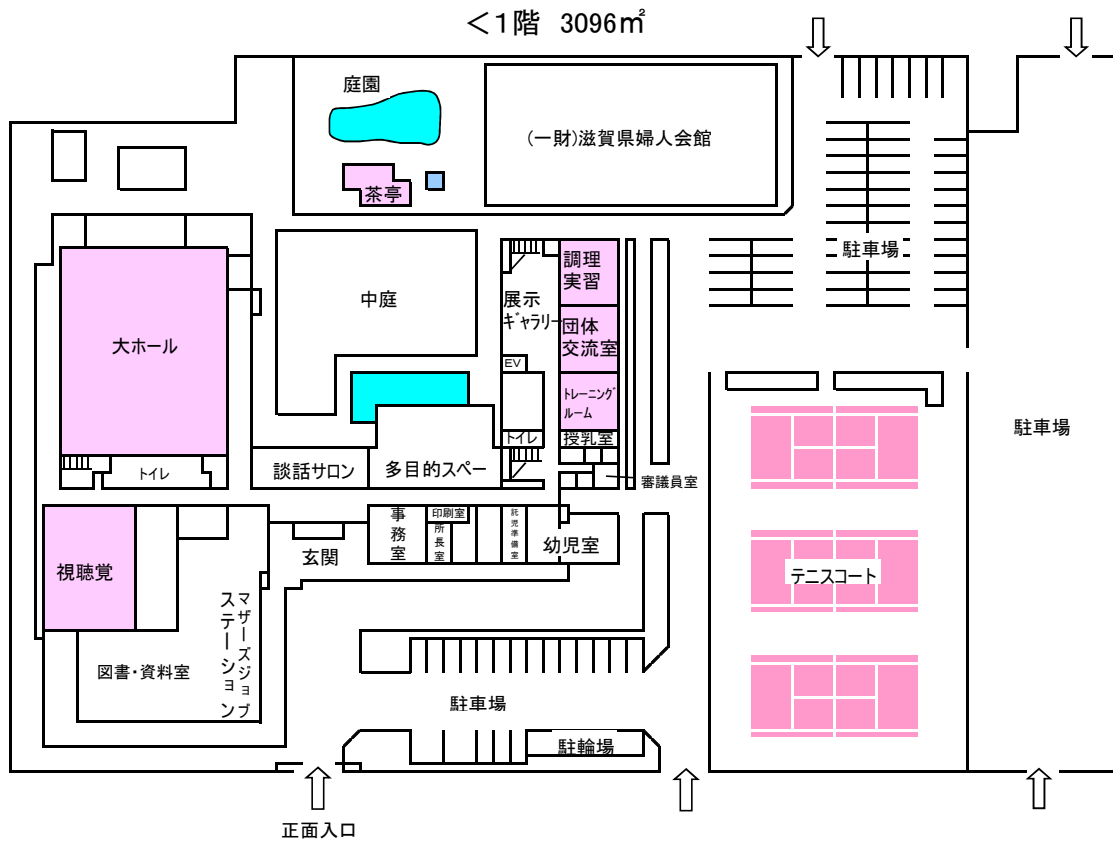 ＜1階 3096㎡
庭園
(一財)滋賀県婦人会館
茶亭
駐車場
中庭
展示
ギャラリー
調理
実習
大ホール
団体
交流室
EV
トレーニング
ルーム
駐車場
トイレ
授乳室
談話サロン
多目的スペー
トイレ
審議員室
事務室
印刷室
所長室
託児準備室
幼児室
玄関
視聴覚
テニスコート
マザーズジョブ
ステーション
図書・資料室
駐車場
駐輪場
正面入口